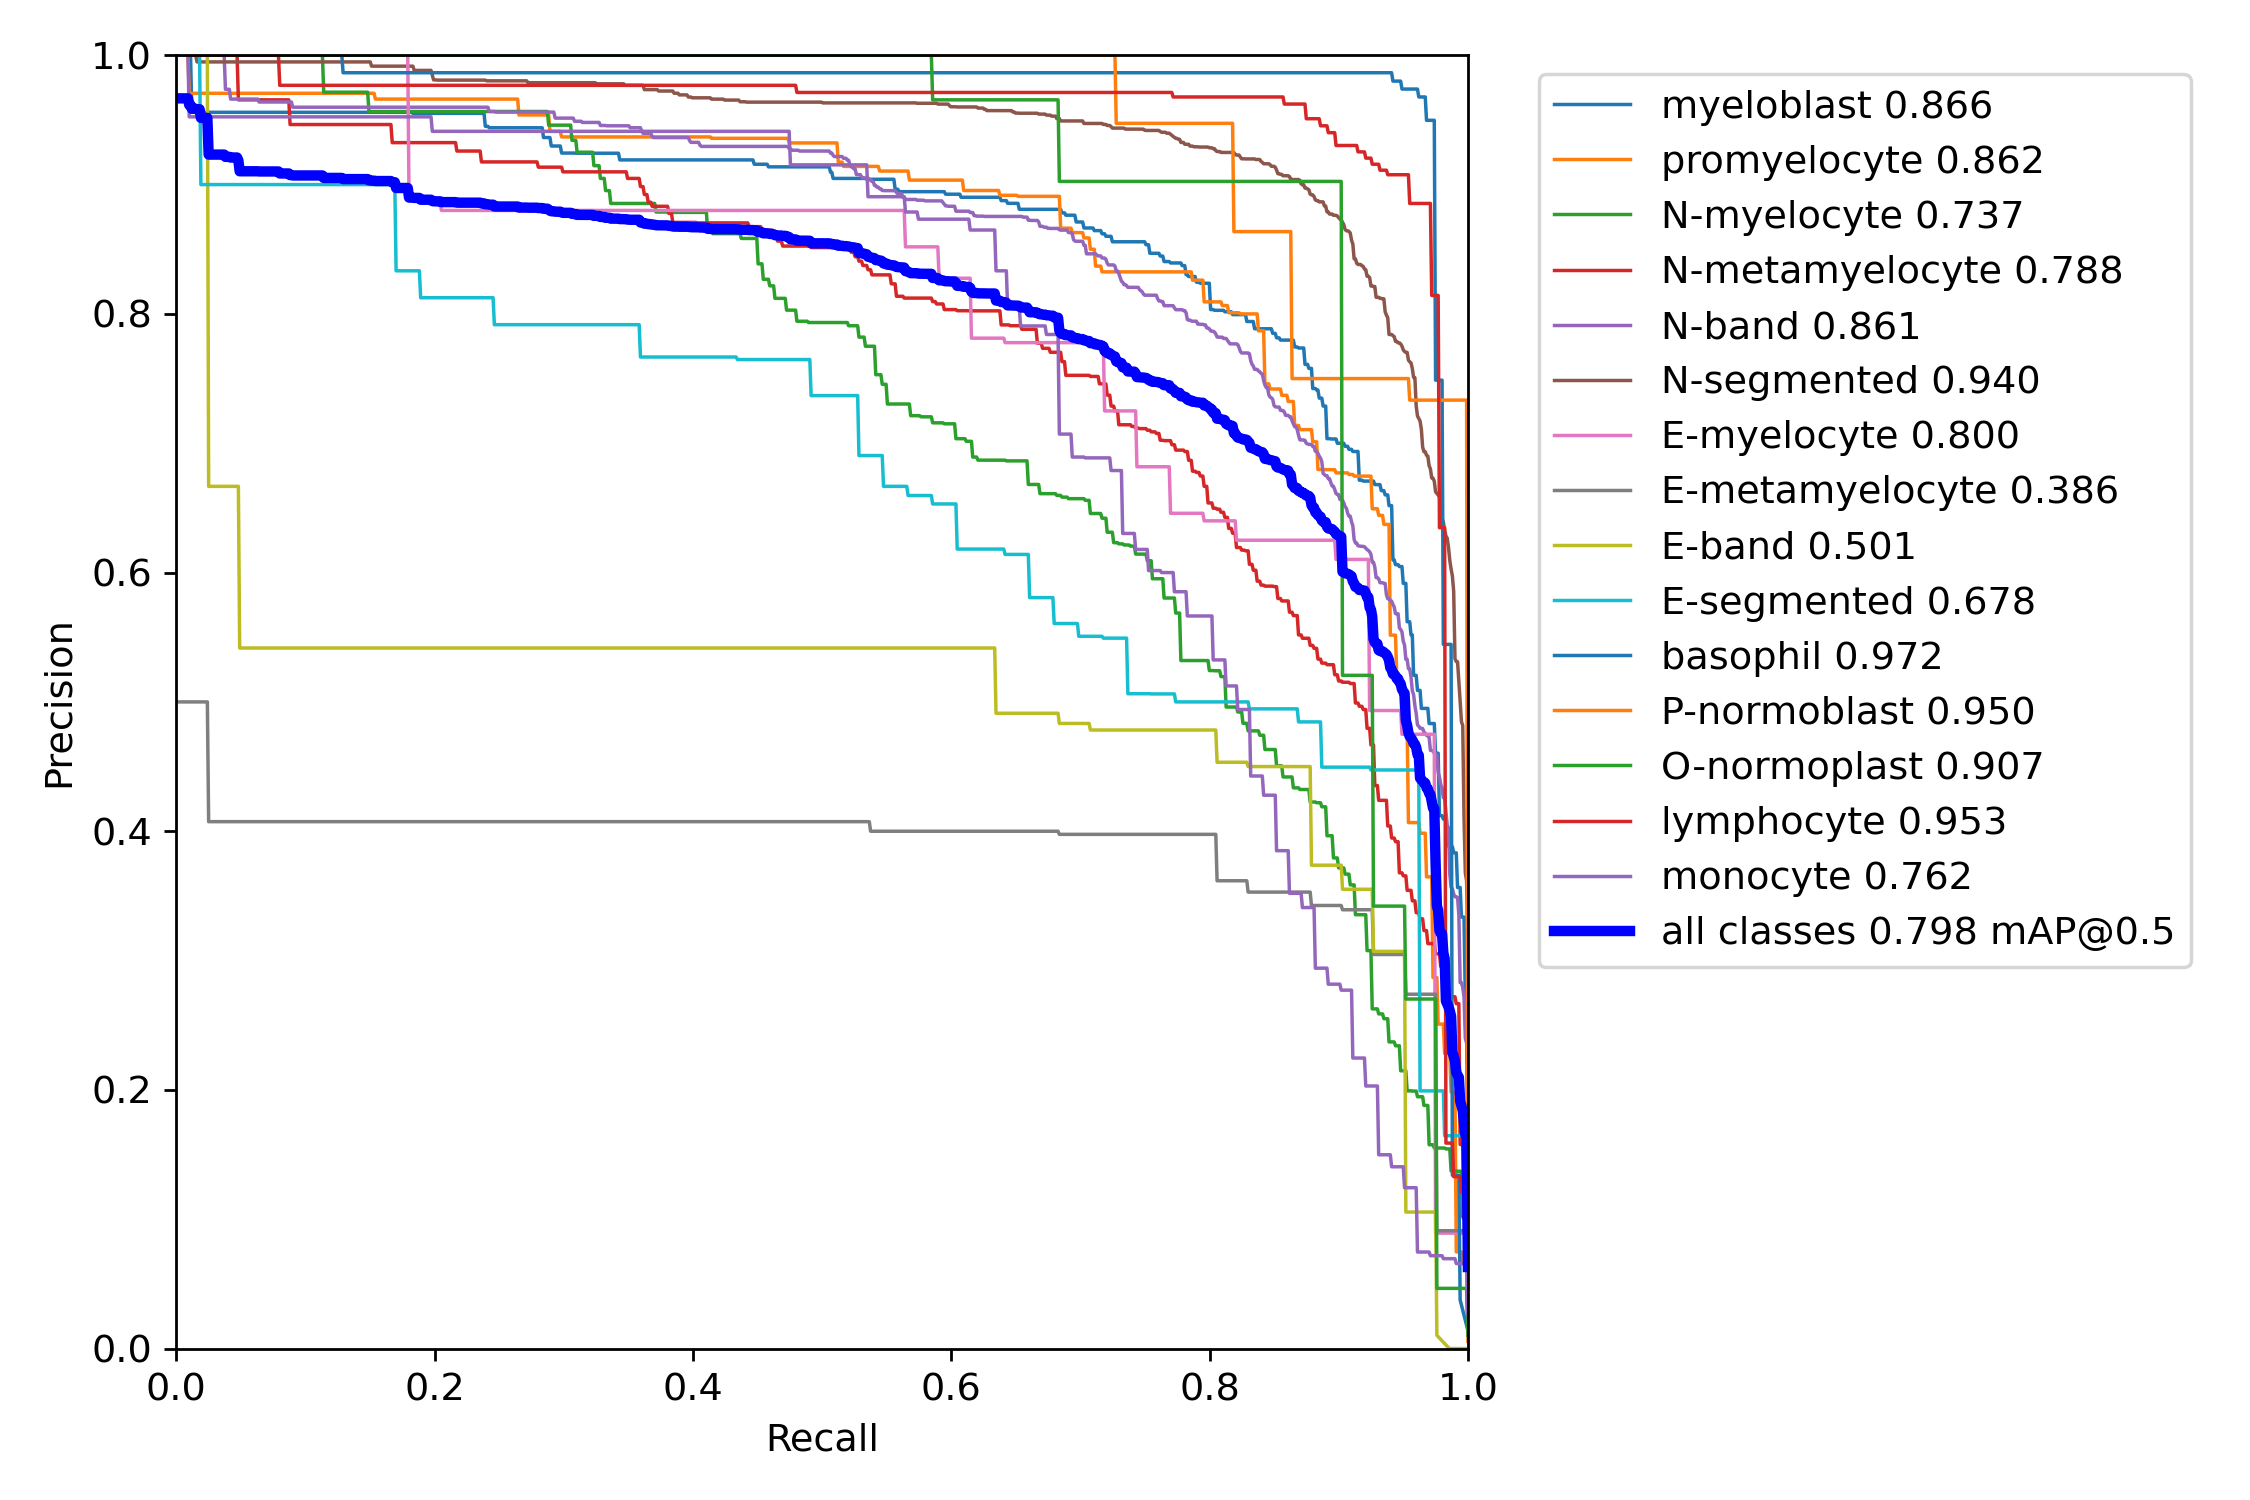 1.0
0.8
0.6
0.4
0.2
0.0
Precision
0.0 0.2 0.4 0.6 0.8 1.0
Recall
myeloblast 0.866
promyelocyte 0.862
N-myelocyte 0.737
N-metamyelocyte 0.788
N-band 0.861
N-segmented 0.940
E-myelocyte 0.800
E-metamyelocyte 0.386
E-band 0.501
E-segmented 0.678
basophil 0.972
P-normoblast 0.950
O-normoplast 0.907
lymphocyte 0.953
monocyte 0.762
all classes 0.798 mAP@0.5